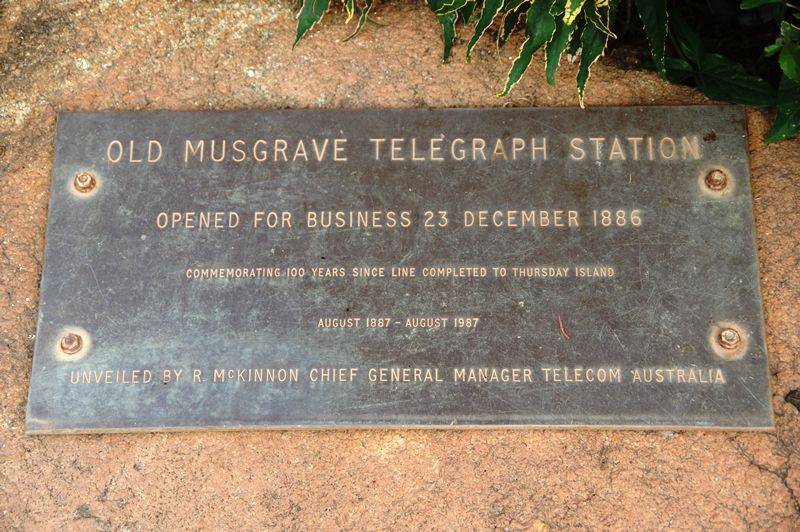 OLD MUSGRAVE TELEGRAPH STATION
OPENED FOR BUSINESS 23 DECEMBER 1886
COMMEMORATING 100 YEARS SINCE LINE COMPLETED TO THURSDAY ISLAND
AUGUST 1887 - AUGUST 1987
UNVEILED BY R. McKINNON CHIEF GENERAL MANAGER TELECOM AUSTRALIA